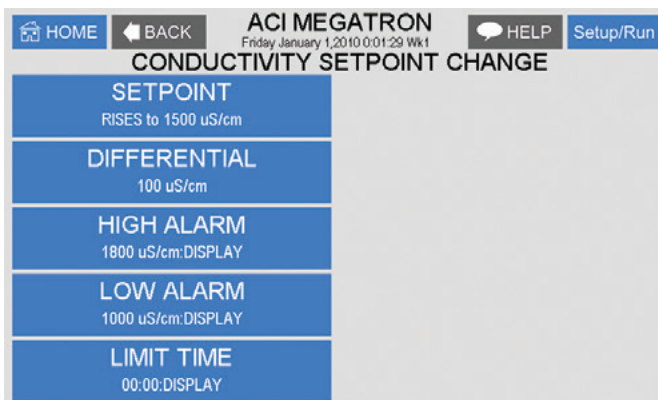 HOME
BACK
ACI MEGATRON
Friday January 1,2010 0:01:29 Wk1
HELP
Setup/Run
CONDUCTIVITY SETPOINT CHANGE
SETPOINT
RISES to 1500 uS/cm
DIFFERENTIAL
100 uS/cm
HIGH ALARM
1800 uS/cm:DISPLAY
LOW ALARM
1000 uS/cm:DISPLAY
LIMIT TIME
00:00:DISPLAY